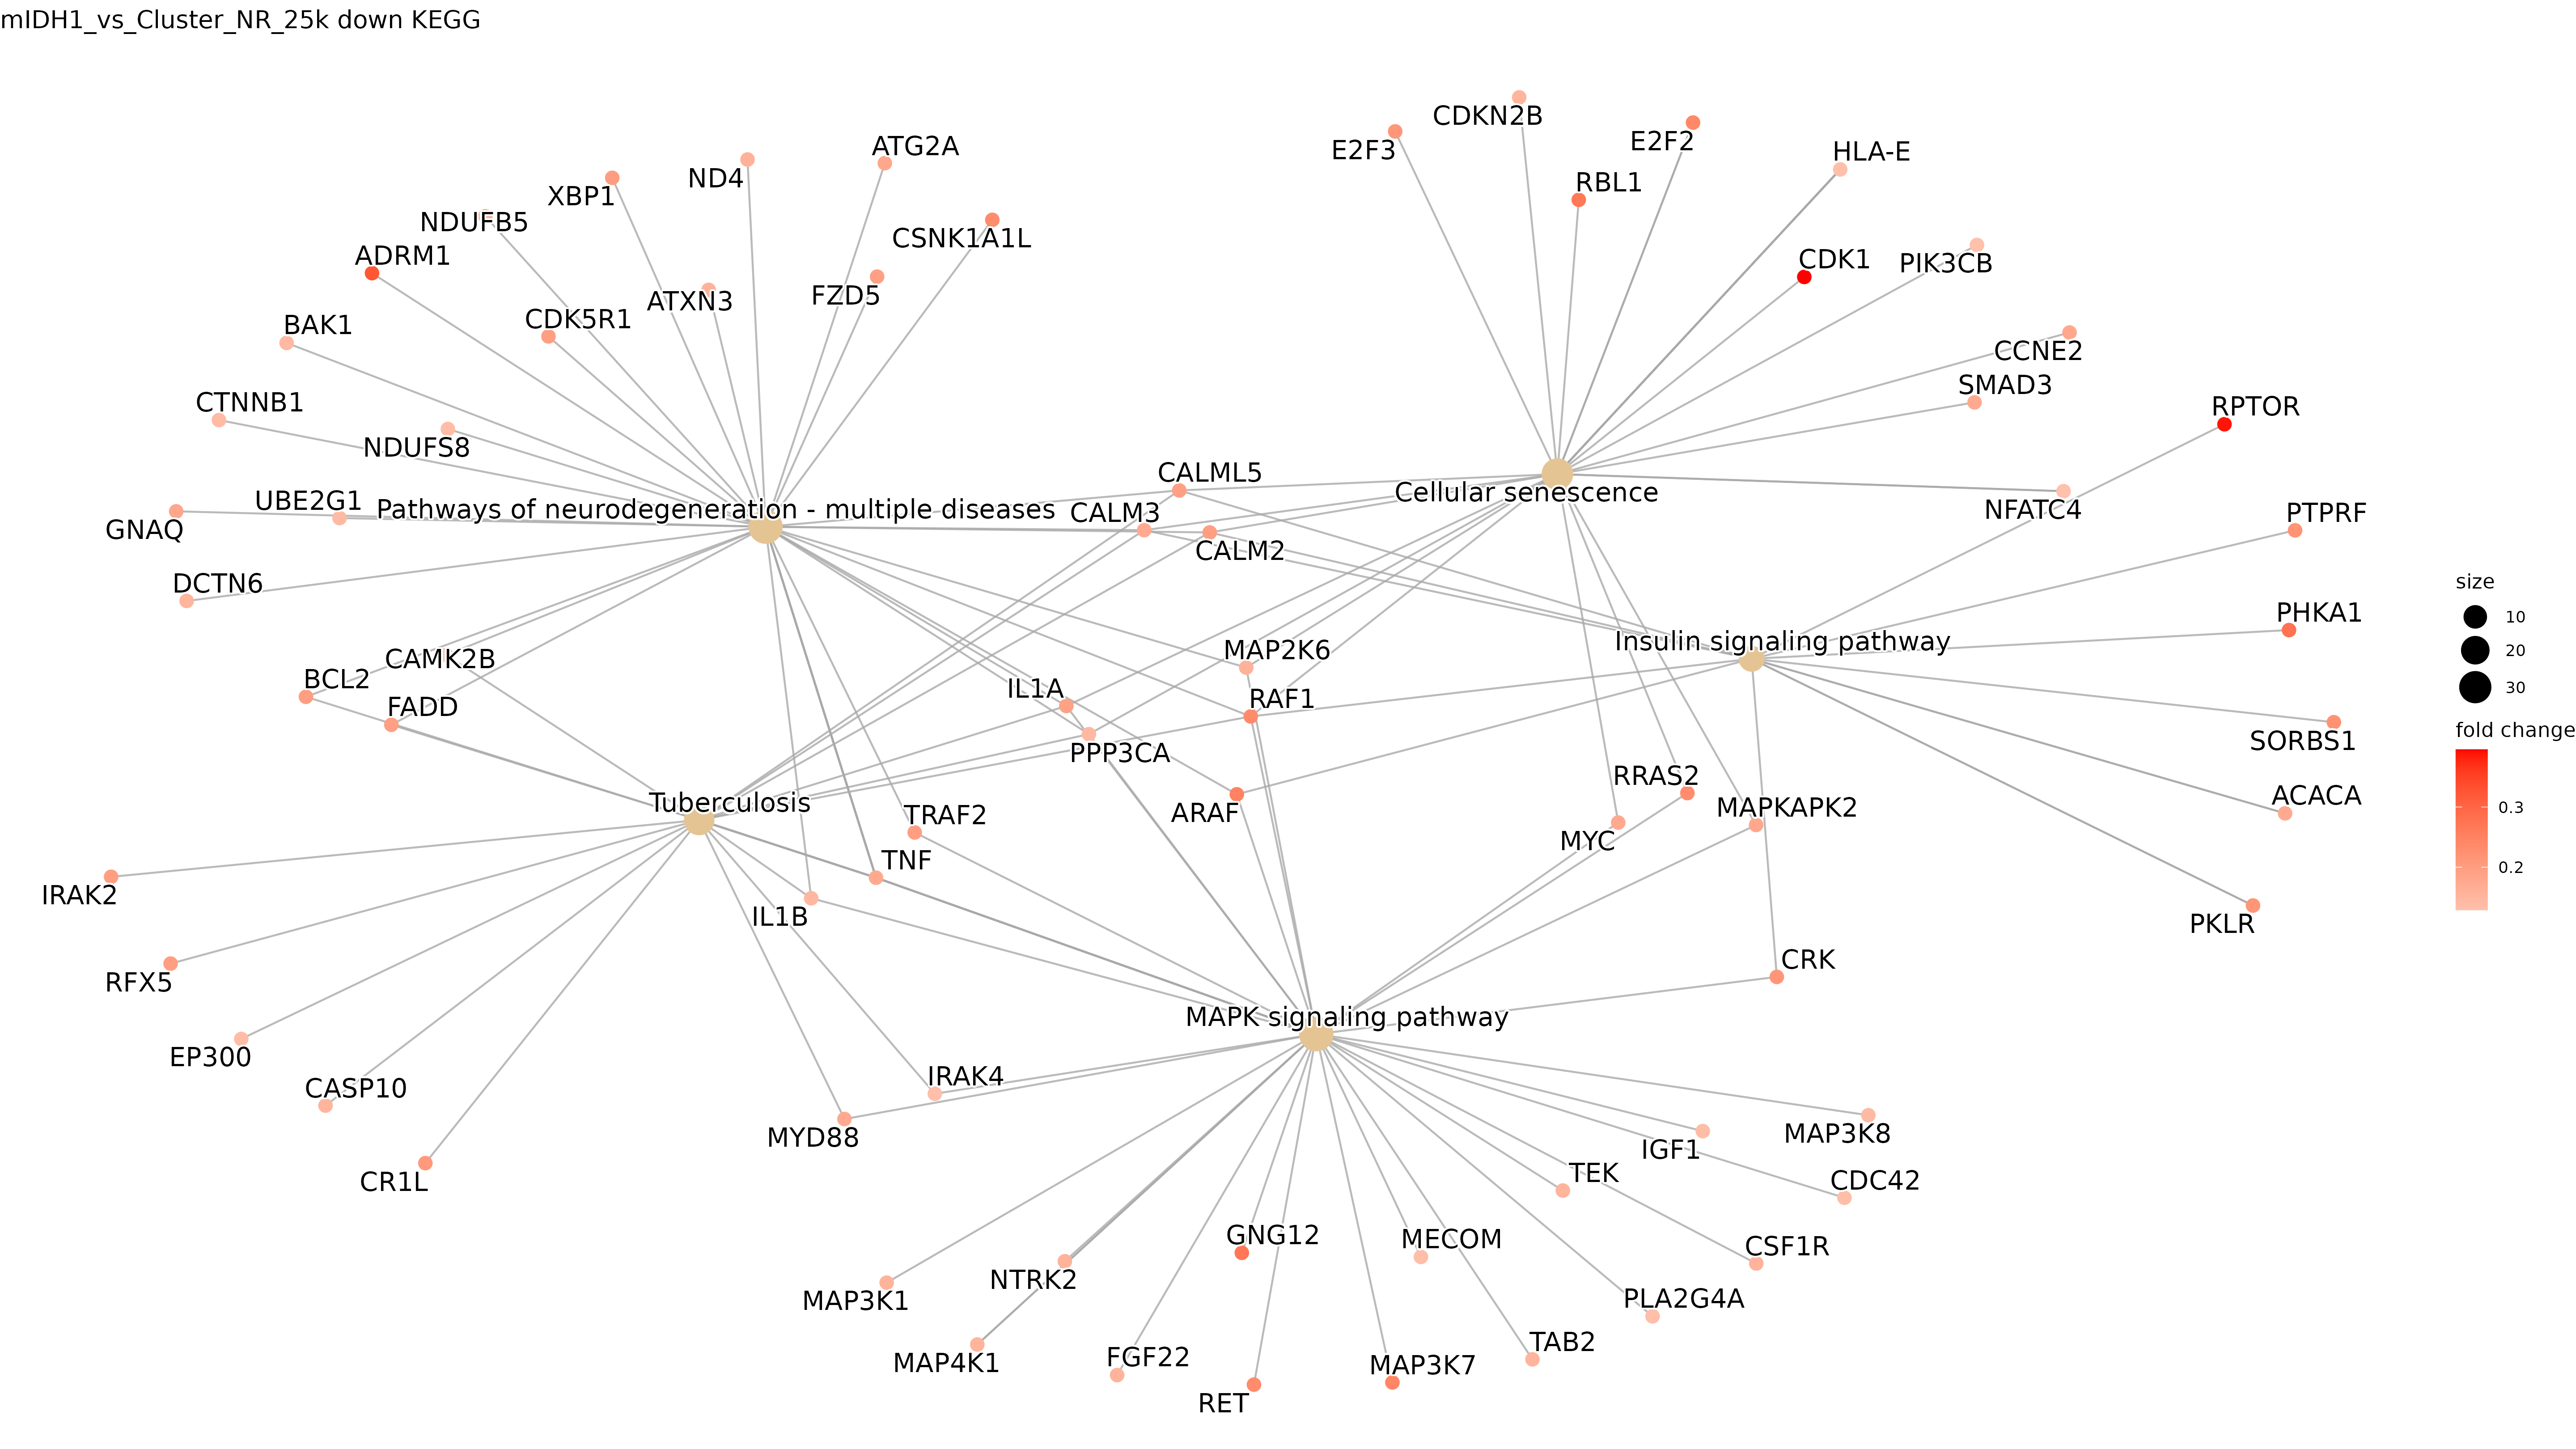 mIDH1_vs_Cluster_NR_25k down KEGG
CDKN2B
E2F3
E2F2
ATG2A
HLA-E
ND4
RBL1
XBP1
NDUFB5
CSNK1A1L
ADRM1
CDK1
PIK3CB
FZD5
ATXN3
CDK5R1
BAK1
CCNE2
SMAD3
CTNNB1
RPTOR
NDUFS8
CALML5
Cellular senescence
UBE2G1
Pathways of neurodegeneration - multiple diseases
CALM3
NFATC4
PTPRF
GNAQ
CALM2
DCTN6
PHKA1
Insulin signaling pathway
MAP2K6
CAMK2B
BCL2
IL1A
RAF1
FADD
SORBS1
PPP3CA
RRAS2
ACACA
Tuberculosis
MAPKAPK2
ARAF
TRAF2
MYC
TNF
IRAK2
IL1B
PKLR
CRK
RFX5
MAPK signaling pathway
EP300
IRAK4
CASP10
MAP3K8
MYD88
IGF1
TEK
CDC42
CR1L
GNG12
MECOM
CSF1R
NTRK2
MAP3K1
PLA2G4A
TAB2
FGF22
MAP4K1
MAP3K7
RET
size
10
20
30
fold change
0.3
0.2